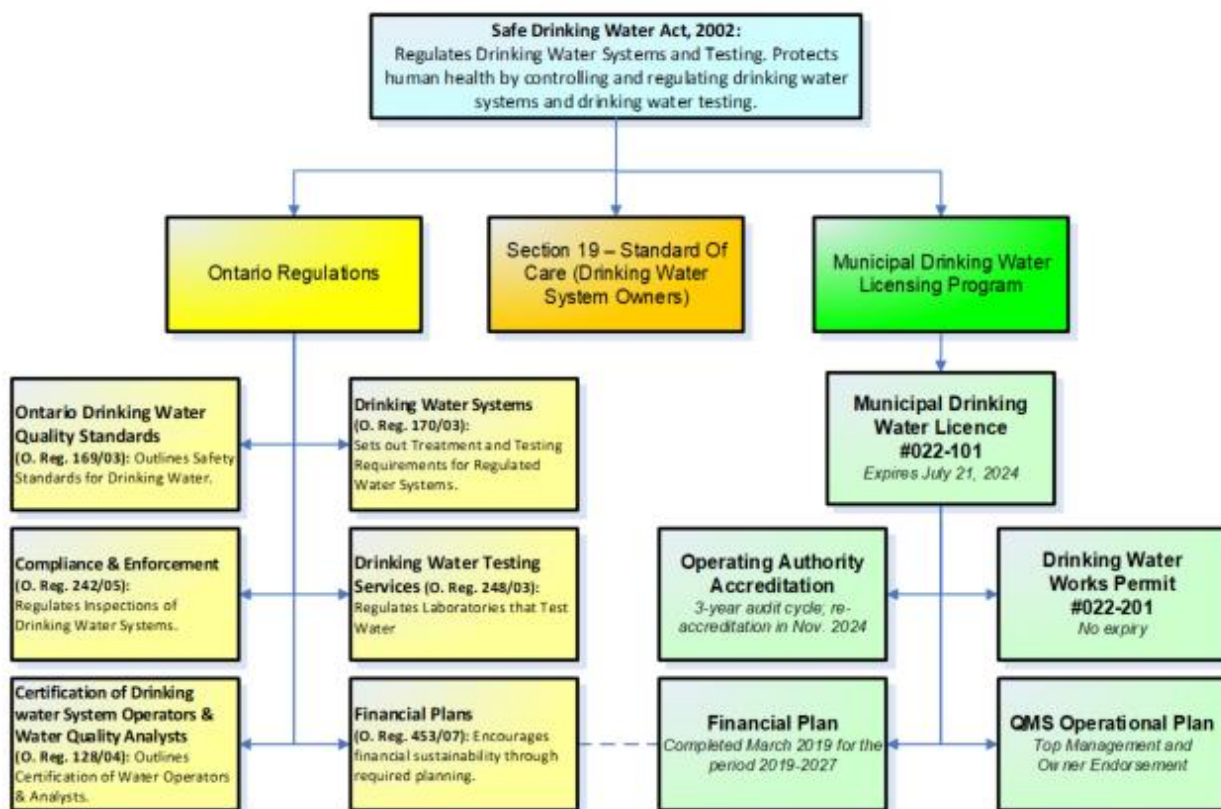 Safe Drinking Water Act, 2002:
Regulates Drinking Water Systems and Testing. Protects
human health by controlling and regulating drinking water
systems and drinking water testing.
Ontario Regulations
Section 19 – Standard Of
Care (Drinking Water
System Owners)
Municipal Drinking Water
Licensing Program
Ontario Drinking Water
Quality Standards
(O. Reg. 169/03): Outlines Safety
Standards for Drinking Water.
Drinking Water Systems
(O. Reg. 170/03):
Sets out Treatment and Testing
Requirements for Regulated
Water Systems.
Municipal Drinking
Water Licence
#022-101
Expires July 21, 2024
Compliance & Enforcement
(O. Reg. 242/05):
Regulates Inspections of
Drinking Water Systems.
Drinking Water Testing
Services (O. Reg. 248/03):
Regulates Laboratories that Test
Water
Operating Authority
Accreditation
3-year audit cycle; re-
accreditation in Nov. 2024
Drinking Water
Works Permit
#022-201
No expiry
Certification of Drinking
water System Operators &
Water Quality Analysts
(O. Reg. 128/04): Outlines
Certification of Water Operators
& Analysts.
Financial Plans
(O. Reg. 453/07): Encourages
financial sustainability through
required planning.
Financial Plan
Completed March 2019 for the
period 2019-2027
QMS Operational Plan
Top Management and
Owner Endorsement